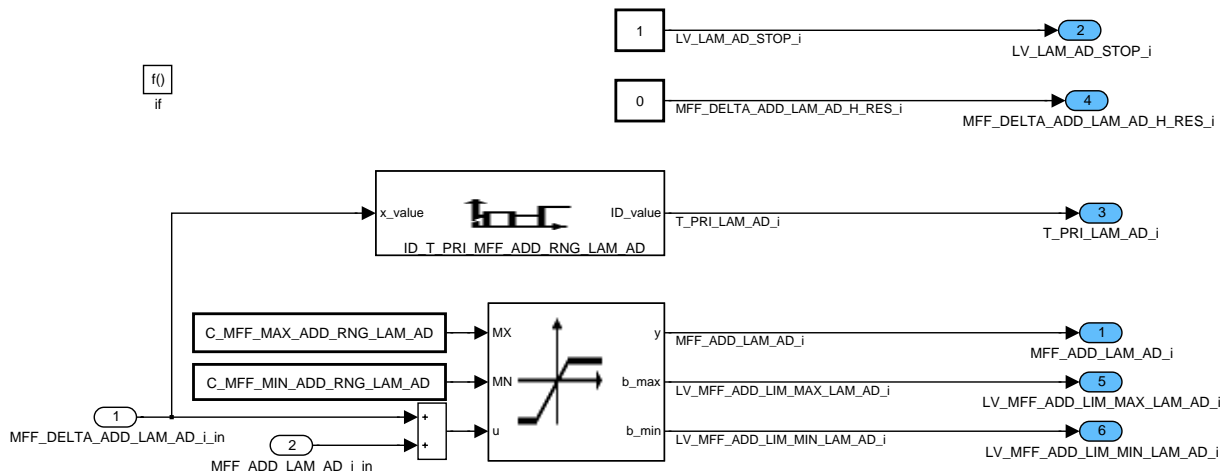 1
LV_LAM_AD_STOP_i
2
LV_LAM_AD_STOP_i
f()
if
0
MFF_DELTA_ADD_LAM_AD_H_RES_i
4
MFF_DELTA_ADD_LAM_AD_H_RES_i
x_value
ID_value
ID_T_PRI_MFF_ADD_RNG_LAM_AD
T_PRI_LAM_AD_i
3
T_PRI_LAM_AD_i
C_MFF_MAX_ADD_RNG_LAM_AD
MX
y
MFF_ADD_LAM_AD_i
1
MFF_ADD_LAM_AD_i
C_MFF_MIN_ADD_RNG_LAM_AD
MN
b_max
LV_MFF_ADD_LIM_MAX_LAM_AD_i
5
LV_MFF_ADD_LIM_MAX_LAM_AD_i
1
MFF_DELTA_ADD_LAM_AD_i_in
+
+
u
b_min
LV_MFF_ADD_LIM_MIN_LAM_AD_i
6
LV_MFF_ADD_LIM_MIN_LAM_AD_i
2
MFF_ADD_LAM_AD_i_in